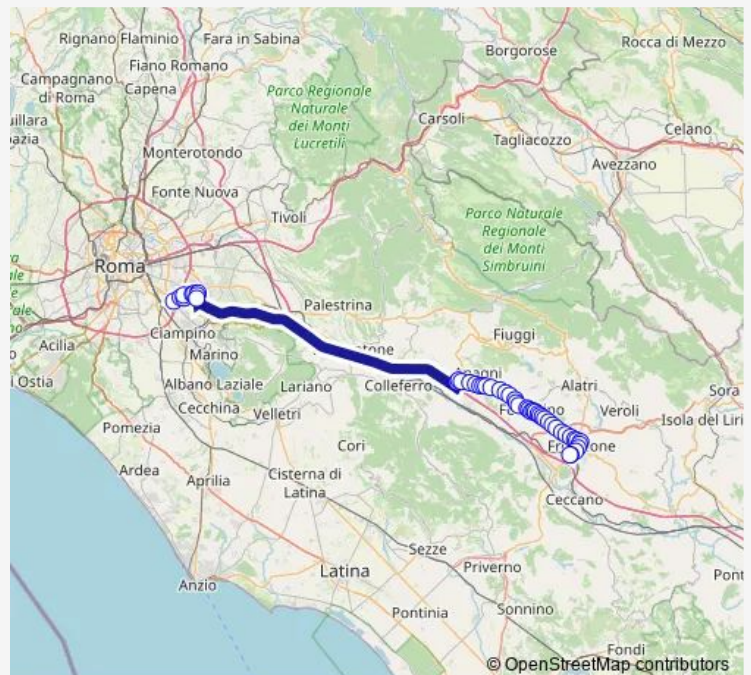 Rignano Flaminio
Fara in Sabina
Borgorose
Rocca di Mezzo
Fiano Romano
Campagnano
di Roma
Capena
Parco Regionale
Naturale
dei Monti
Lucretili
Carsoli
Celano
Tagliacozzo
Monterotondo
Avezzano
Fonte Nuova
Tivoli
Parco Naturale
Regionale
dei Monti
Simbruini
Roma
Palestrina
Ciampino
Fiuggi
Acilia
Marino
Ostia
Albano Laziale
Lariano
Colleferro
Alatri
Sora
Cecchina
Velletri
Veroli
Isola del Liri
Pomezia
Cori
Ardea
Aprilia
Cisterna di
Latina
Ceccano
Sezze
Priverno
Latina
Anzio
Pont
Pontinia
Sonnino
Fondi
© OpenStreetMap contributors